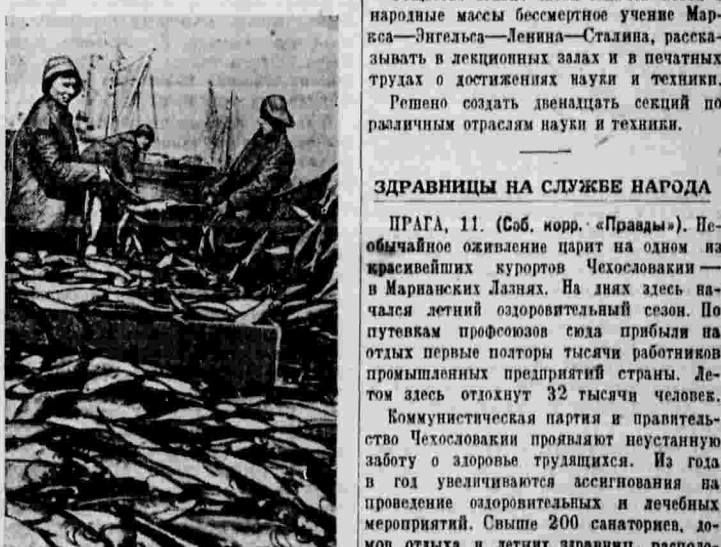 народные массы бессмертное учение Мар-
кса—Энгельса—Ленина—Сталина, расска-
зывать в лекционных залах и в печатных
трудах о достижениях науки и техники.
Решено создать двенадцать секций по
различным отраслям науки и техники.
ЗДРАВНИЦЫ НА СЛУЖБЕ НАРОДА
ПРАГА, 11. (Соб. корр. «Правды»). Не-
обычайное оживление царит на одном из
красивейших курортов Чехословакии —
в Марианских Лазнях. На днях здесь на-
чался летний оздоровительный сезон. По
путевкам профсоюзов сюда прибыли на
отдых первые полторы тысячи работников
промышленных предприятий страны. Ле-
том здесь отдохнут 32 тысячи человек.
Коммунистическая партия и правитель-
ство Чехословакии проявляют неустанную
заботу о здоровье трудящихся. Из года
в год увеличиваются ассигнования на
проведение оздоровительных и лечебных
мероприятий. Свыше 200 санаториев, до-
мов отдыха и летних здравниц